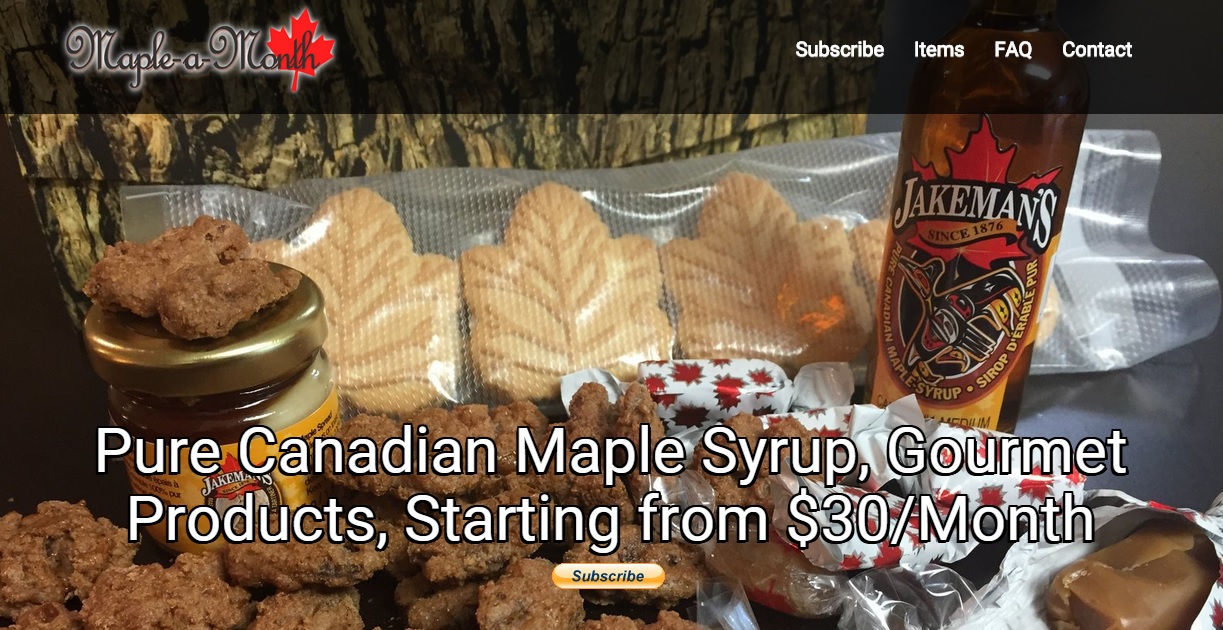 Maple-a-Month
Subscribe Items FAQ Contact
JAKEMAN'S
SINCE 1876
PURE CANADIAN MAPLE SYRUP • SIROP D'ÉRABLE PUR
MEDIUM
JAKEMAN'S
Pure Canadian Maple Syrup, Gourmet
Products, Starting from $30/Month
Subscribe